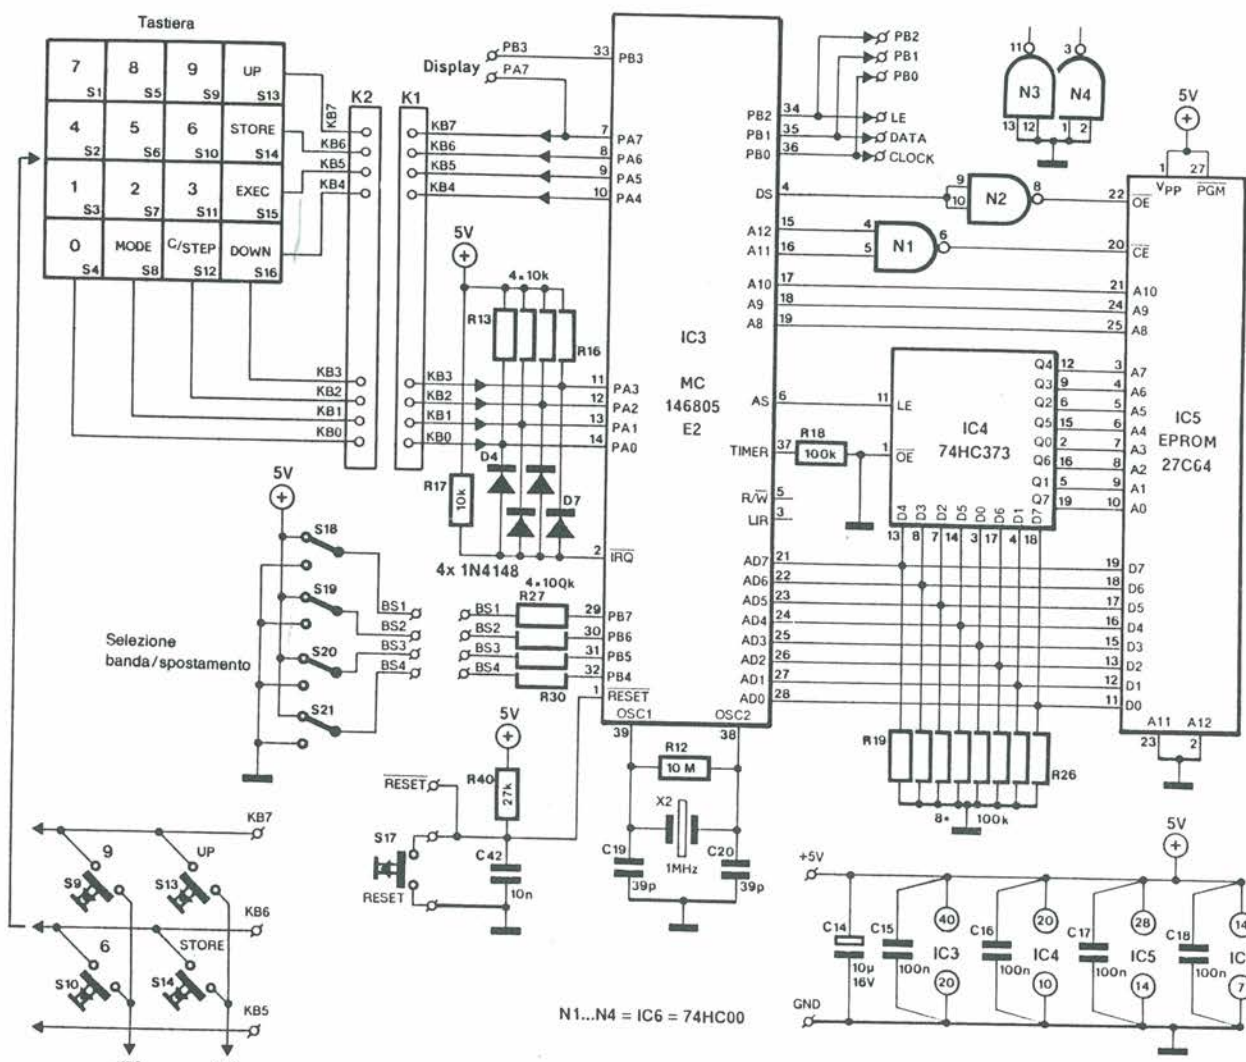 Tastiera
7 8 9 UP
S1 S5 S9 S13
4 5 6 STORE
S2 S6 S10 S14
1 2 3 EXEC
S3 S7 S11 S15
0 MODE C/STEP DOWN
S4 S8 S12 S16
KB7
KB6
KB5
KB4
KB3
KB2
KB1
KB0
K2 K1
Display
PB3
PA7
KB7
KB6
KB5
KB4
5V
4x10k
R13
R16
KB3
KB2
KB1
KB0
D4
D7
R17
10k
4x 1N4148
33 PB3
7 PA7
8 PA6
9 PA5
10 PA4
11 PA3
12 PA2
13 PA1
14 PA0
2 IRQ
29 PB7
30 PB6
31 PB5
32 PB4
1 RESET
OSC1 OSC2
39 38
IC3
MC
146805
E2
PB2 34
PB1 35
PB0 36
DS 4
A12 15
A11 16
A10 17
A9 18
A8 19
AS 6
TIMER 37
R/W 5
LIR 3
AD7 21
AD6 22
AD5 23
AD4 24
AD3 25
AD2 26
AD1 27
AD0 28
PB2
PB1
PB0
LE
DATA
CLOCK
11 3
N3 N4
13 12 1 2
9
10
N2
8
4
5
N1
6
5V
1 27
VPP PGM
22 OE
20 CE
21 A10
24 A9
25 A8
3 A7
4 A6
5 A5
6 A4
7 A3
8 A2
9 A1
10 A0
IC5
EPROM
27C64
19 D7
18 D6
17 D5
16 D4
15 D3
13 D2
12 D1
11 D0
A11 A12
23 2
R18
100k
11 LE
1 OE
IC4
74HC373
Q4 12
Q3 9
Q2 6
Q5 15
Q0 2
Q6 16
Q1 5
Q7 19
D4 D3 D2 D5 D0 D6 D1 D7
13 8 7 14 3 17 4 18
R19
R26
8x 100k
5V
S18
S19
S20
S21
Selezione
banda/spostamento
BS1
BS2
BS3
BS4
4x100k
BS1 R27
BS2
BS3
BS4
R30
5V
R40
27k
RESET
S17
RESET
C42
10n
R12
10 M
X2
1MHz
C19
39p
C20
39p
KB7
9 UP
S9 S13
KB6
6 STORE
S10 S14
KB5
5V
+5V
C14
10µ
16V
C15
100n
40
IC3
20
C16
100n
20
IC4
10
C17
100n
28
IC5
14
C18
100n
14
IC
7
GND
N1...N4 = IC6 = 74HC00